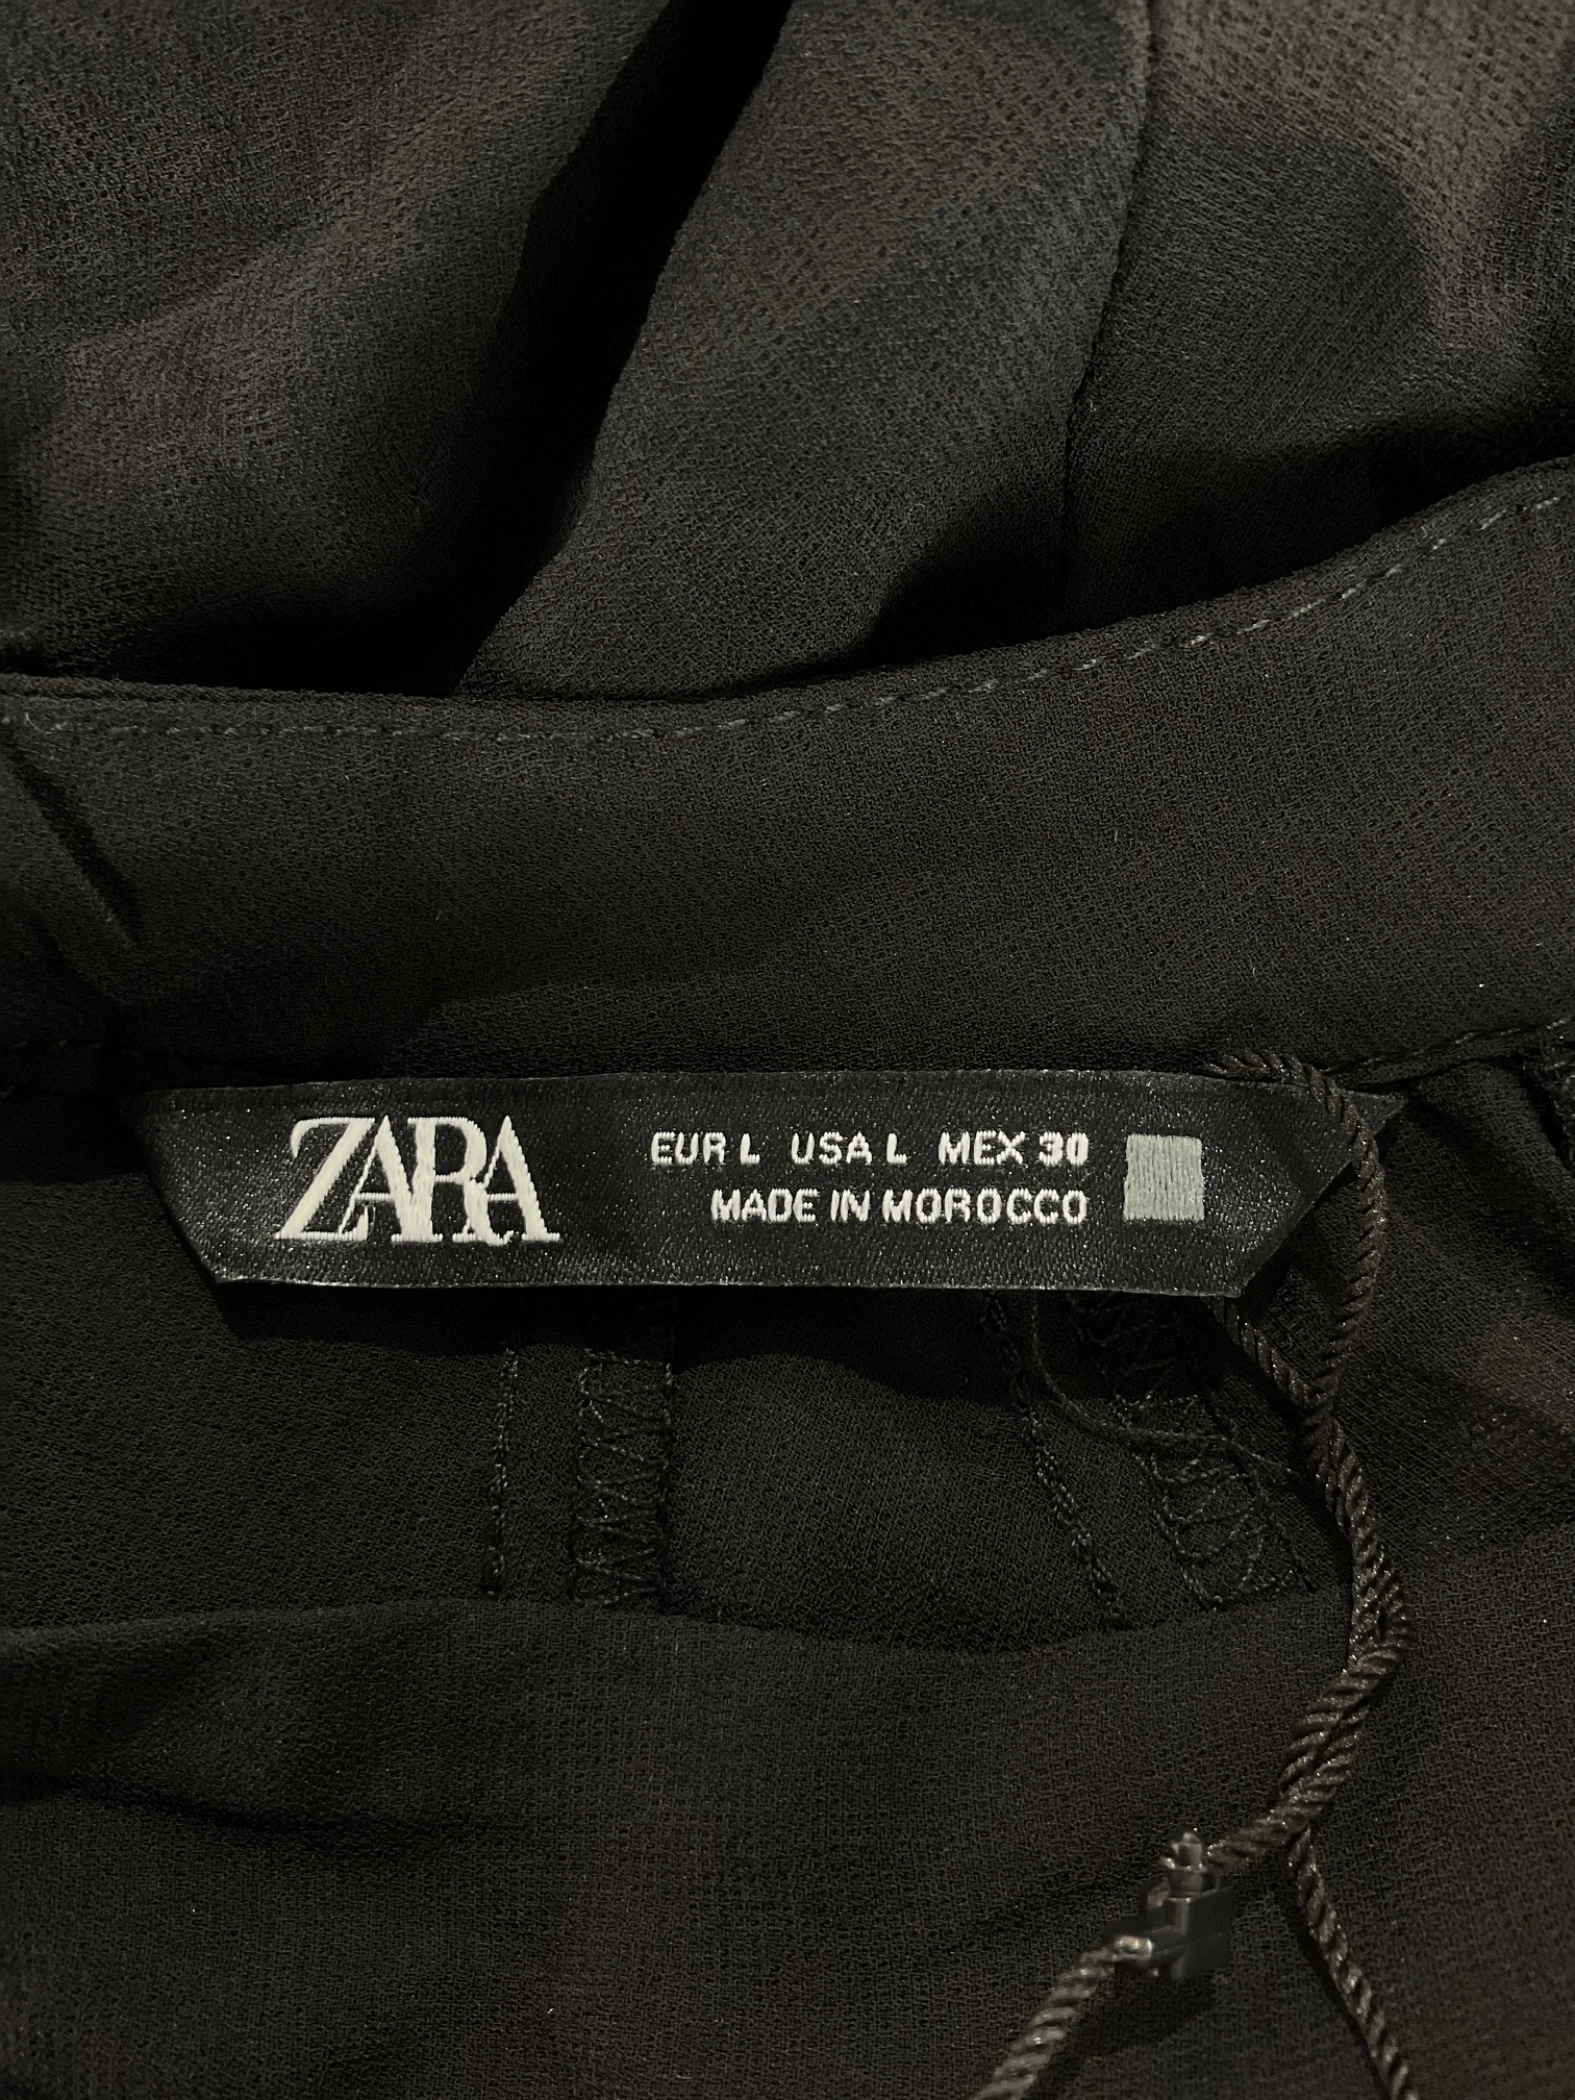 ZARA
EUR L USA L MEX 30
MADE IN MOROCCO